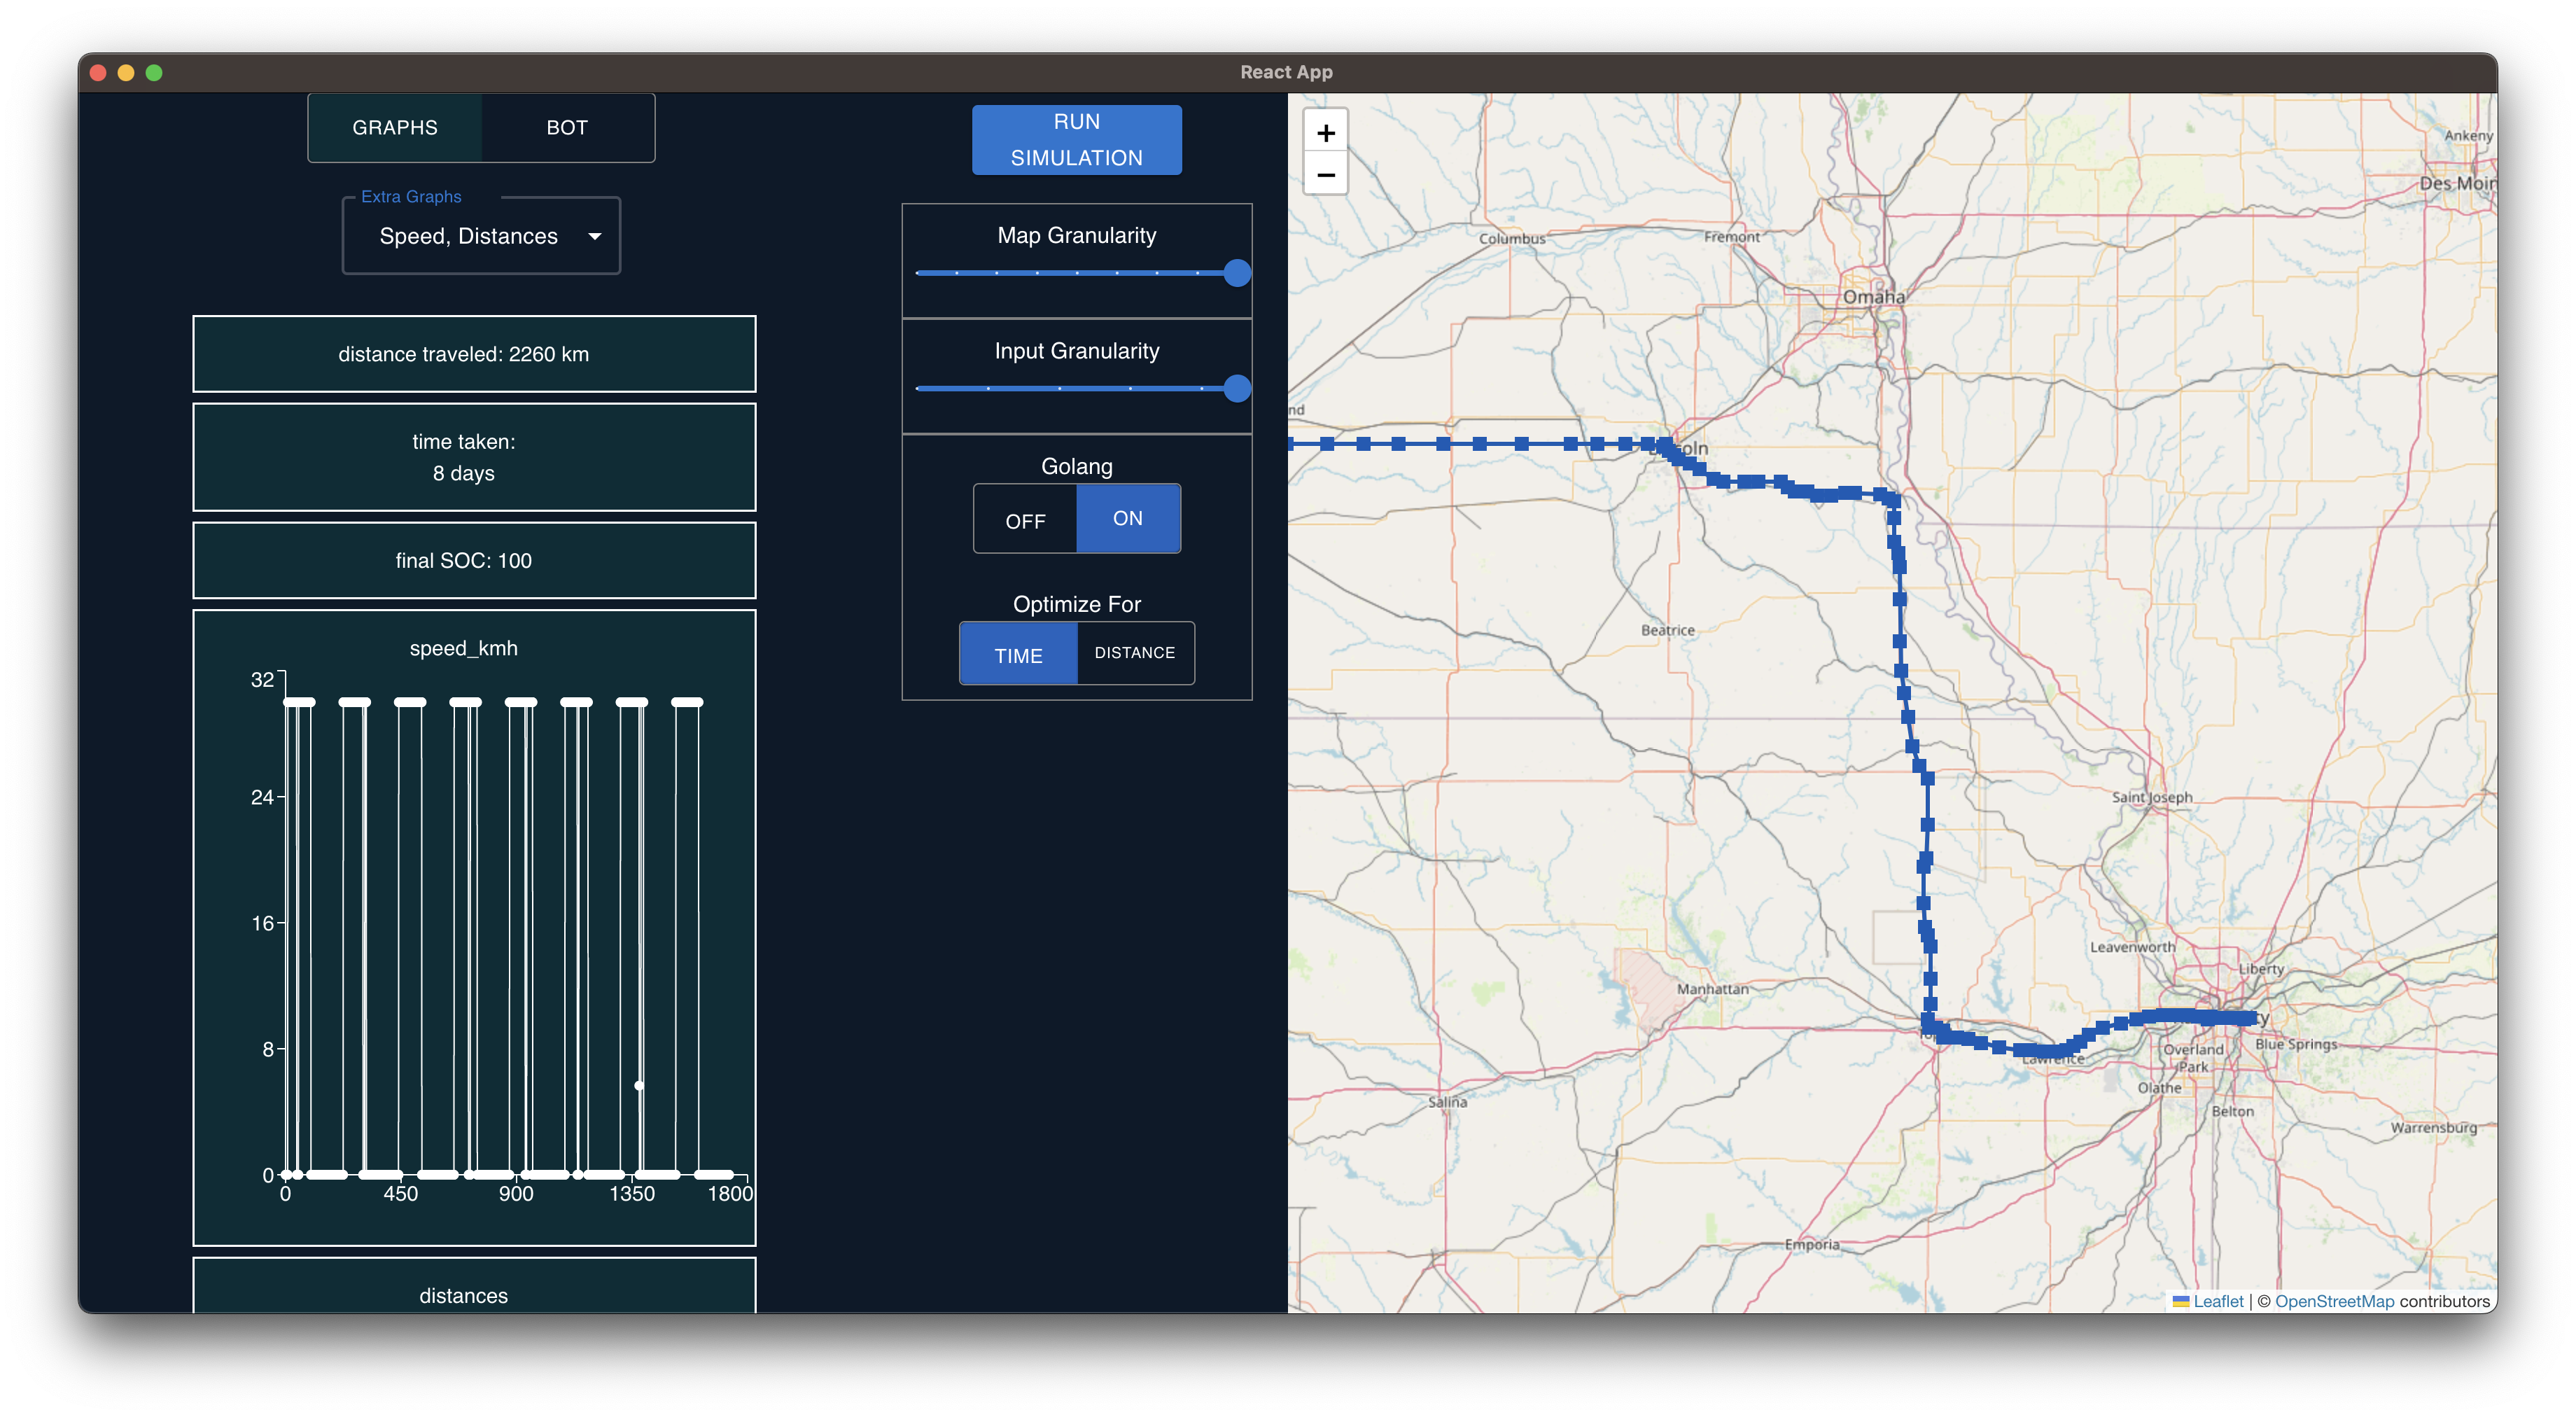 React App
GRAPHS
BOT
Extra Graphs
Speed, Distances
distance traveled: 2260 km
time taken:
8 days
final SOC: 100
speed_kmh
32
24
16
8
0
0
450
900
1350
1800
distances
RUN
SIMULATION
Map Granularity
Input Granularity
Golang
OFF
ON
Optimize For
TIME
DISTANCE
+
−
Ankeny
Des Moin
Columbus
Fremont
Omaha
nd
oln
Beatrice
Saint Joseph
Leavenworth
Liberty
Manhattan
y
Blue Springs
Overland
Park
Lawrence
Olathe
Belton
Salina
Warrensburg
Emporia
Leaflet | © OpenStreetMap contributors